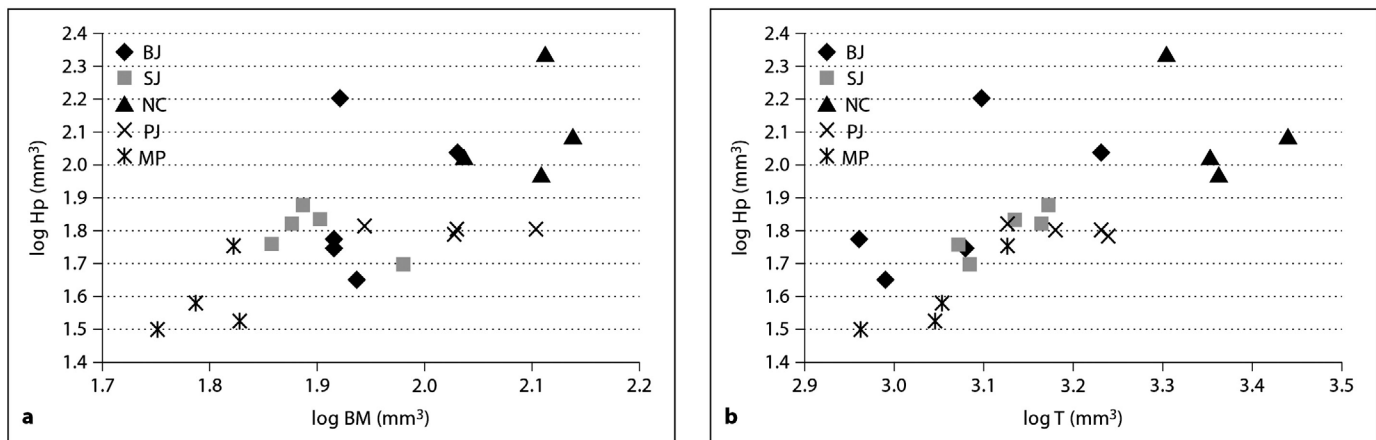 2.4
2.3
2.2
2.1
2.0
1.9
1.8
1.7
1.6
1.5
1.4
log Hp (mm³)
BJ
SJ
NC
PJ
MP
1.7 1.8 1.9 2.0 2.1 2.2
log BM (mm³)
a
2.4
2.3
2.2
2.1
2.0
1.9
1.8
1.7
1.6
1.5
1.4
log Hp (mm³)
BJ
SJ
NC
PJ
MP
2.9 3.0 3.1 3.2 3.3 3.4 3.5
log T (mm³)
b